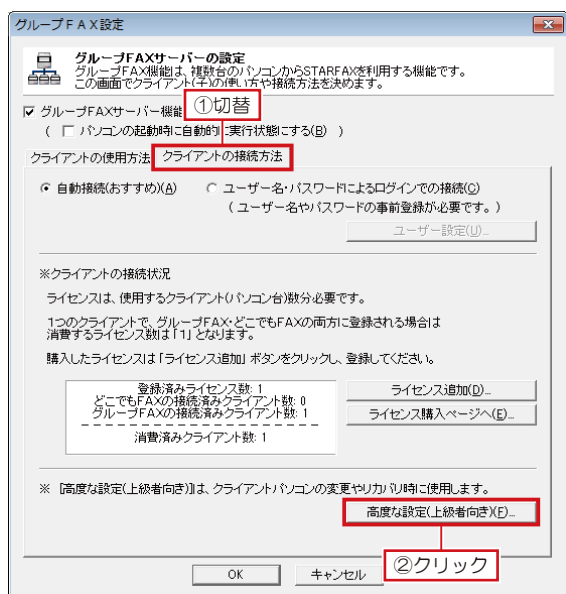 グループFAX設定
グループFAXサーバーの設定
グループFAX機能は、複数台のパソコンからSTARFAXを利用する機能です。
この画面でクライアント(子)の使い方や接続方法を決めます。
グループFAXサーバー機能
①切替
( パソコンの起動時に自動的に実行状態にする(B) )
クライアントの使用方法
クライアントの接続方法
自動接続(おすすめ)(A)
ユーザー名・パスワードによるログインでの接続(C)
(ユーザー名やパスワードの事前登録が必要です。)
ユーザー設定(U)...
※クライアントの接続状況
ライセンスは、使用するクライアント(パソコン台)数分必要です。
1つのクライアントで、グループFAX・どこでもFAXの両方に登録される場合は
消費するライセンス数は「1」となります。
購入したライセンスは「ライセンス追加」ボタンをクリックし、登録してください。
登録済みライセンス数: 1
どこでもFAXの接続済みクライアント数: 0
グループFAXの接続済みクライアント数: 1
消費済みクライアント数: 1
ライセンス追加(D)...
ライセンス購入ページへ(E)...
※ [高度な設定(上級者向き)]は、クライアントパソコンの変更やリカバリ時に使用します。
高度な設定(上級者向き)(F)...
②クリック
OK
キャンセル